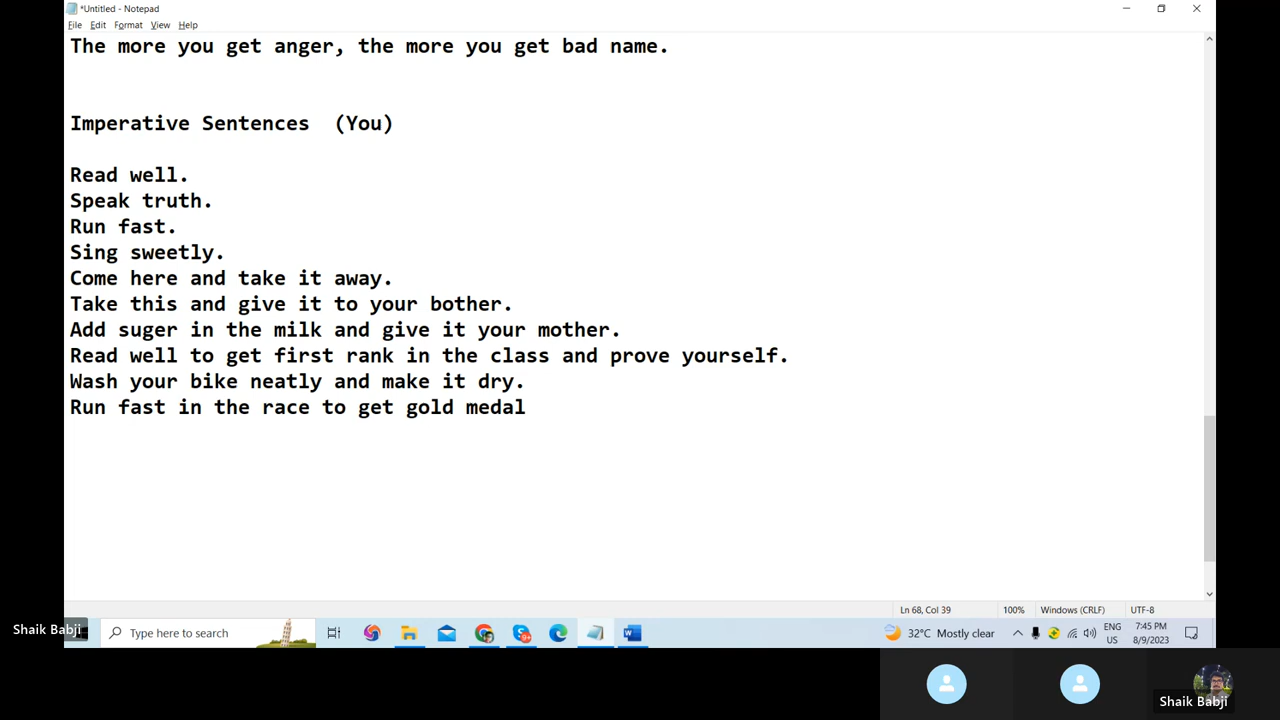 *Untitled - Notepad
File Edit Format View Help
The more you get anger, the more you get bad name.
Imperative Sentences (You)
Read well.
Speak truth.
Run fast.
Sing sweetly.
Come here and take it away.
Take this and give it to your bother.
Add suger in the milk and give it your mother.
Read well to get first rank in the class and prove yourself.
Wash your bike neatly and make it dry.
Run fast in the race to get gold medal
Ln 68, Col 39 100% Windows (CRLF) UTF-8
Shaik Babji
Type here to search
32°C Mostly clear
ENG
US
7:45 PM
8/9/2023
Shaik Babji